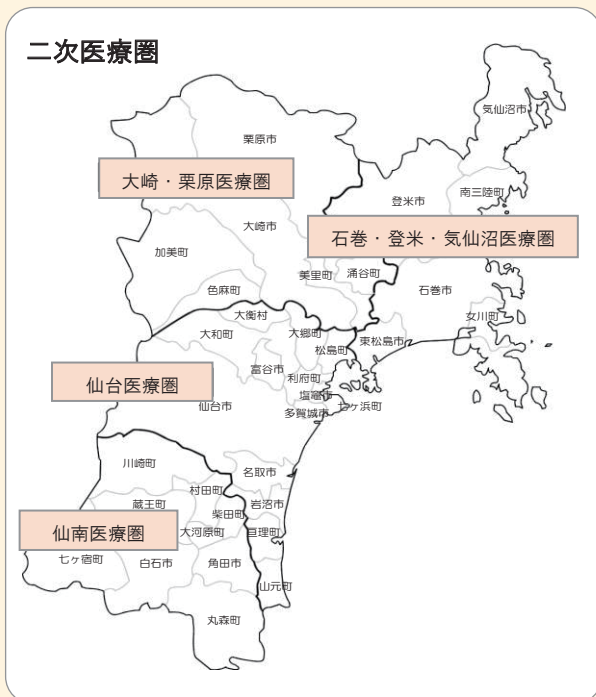 二次医療圏
気仙沼市
栗原市
大崎・栗原医療圏
南三陸町
登米市
大崎市
石巻・登米・気仙沼医療圏
加美町
美里町
涌谷町
色麻町
石巻市
大衡村
女川町
大和町
大郷町
松島町
東松島市
富谷市
利府町
仙台医療圏
塩竈市
仙台市
多賀城市
七ヶ浜町
川崎町
名取市
村田町
蔵王町
岩沼市
柴田町
仙南医療圏
大河原町
亘理町
七ヶ宿町
白石市
角田市
山元町
丸森町